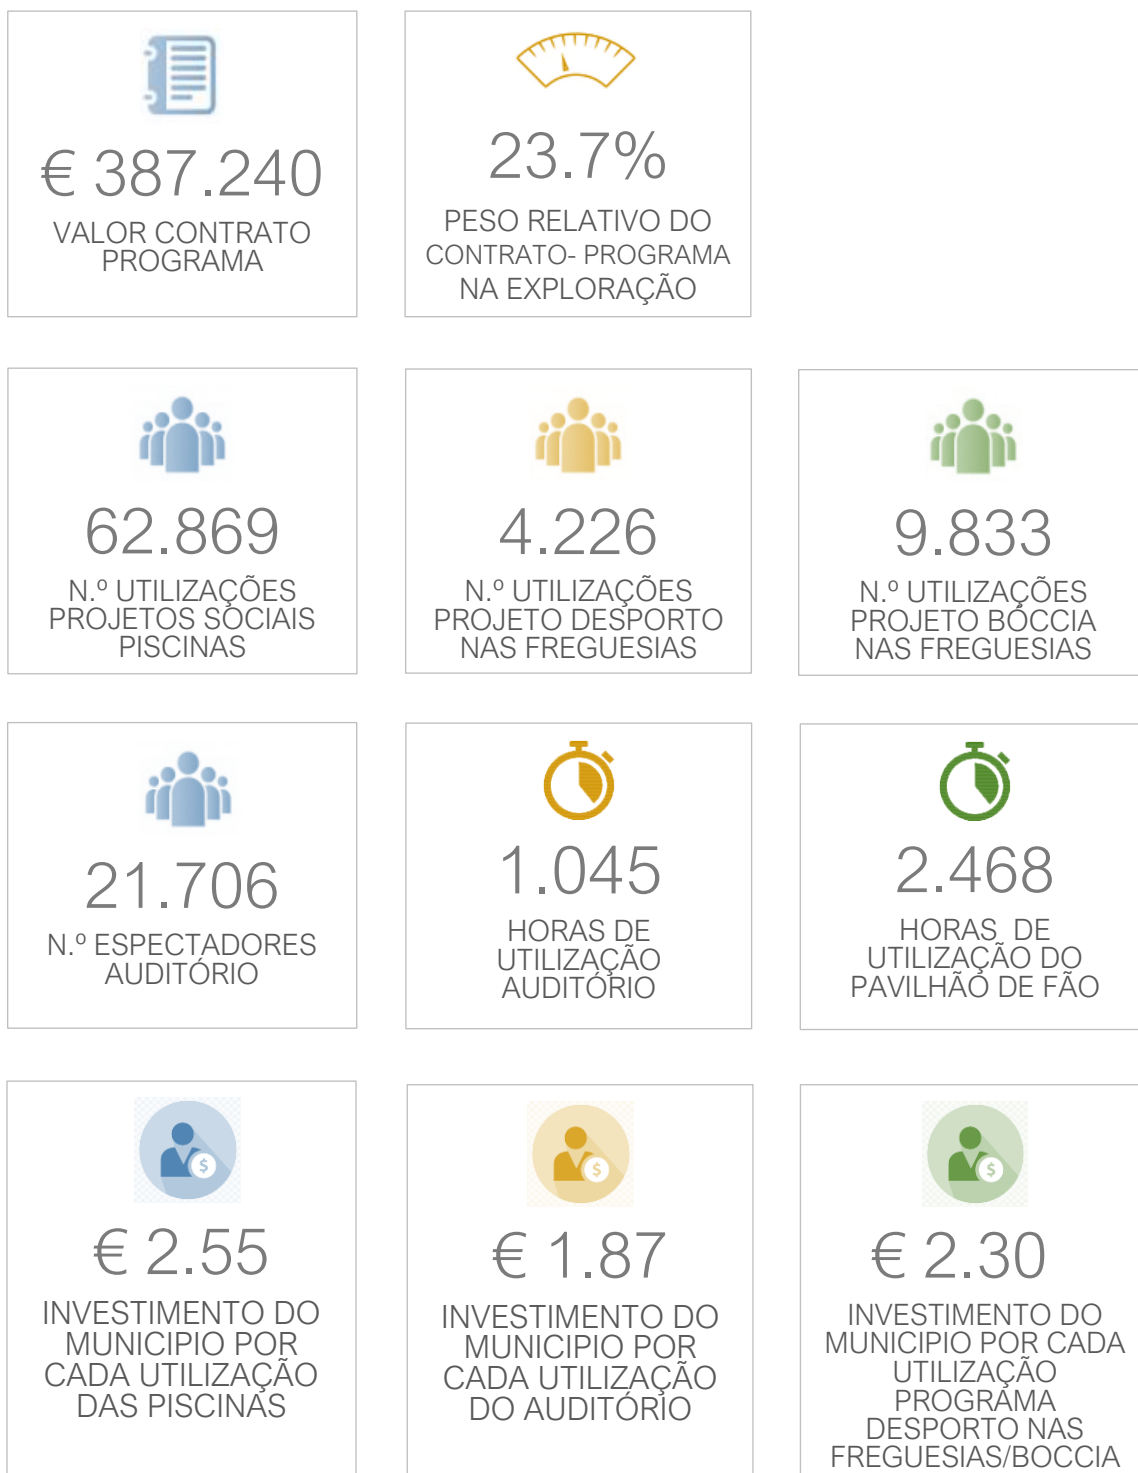 € 387.240
VALOR CONTRATO
PROGRAMA
23.7%
PESO RELATIVO DO
CONTRATO- PROGRAMA
NA EXPLORAÇÃO
62.869
N.º UTILIZAÇÕES
PROJETOS SOCIAIS
PISCINAS
4.226
N.º UTILIZAÇÕES
PROJETO DESPORTO
NAS FREGUESIAS
9.833
N.º UTILIZAÇÕES
PROJETO BÓCCIA
NAS FREGUESIAS
21.706
N.º ESPECTADORES
AUDITÓRIO
1.045
HORAS DE
UTILIZAÇÃO
AUDITÓRIO
2.468
HORAS DE
UTILIZAÇÃO DO
PAVILHÃO DE FÃO
$
€ 2.55
INVESTIMENTO DO
MUNICIPIO POR
CADA UTILIZAÇÃO
DAS PISCINAS
$
€ 1.87
INVESTIMENTO DO
MUNICIPIO POR
CADA UTILIZAÇÃO
DO AUDITÓRIO
$
€ 2.30
INVESTIMENTO DO
MUNICIPIO POR CADA
UTILIZAÇÃO
PROGRAMA
DESPORTO NAS
FREGUESIAS/BOCCIA